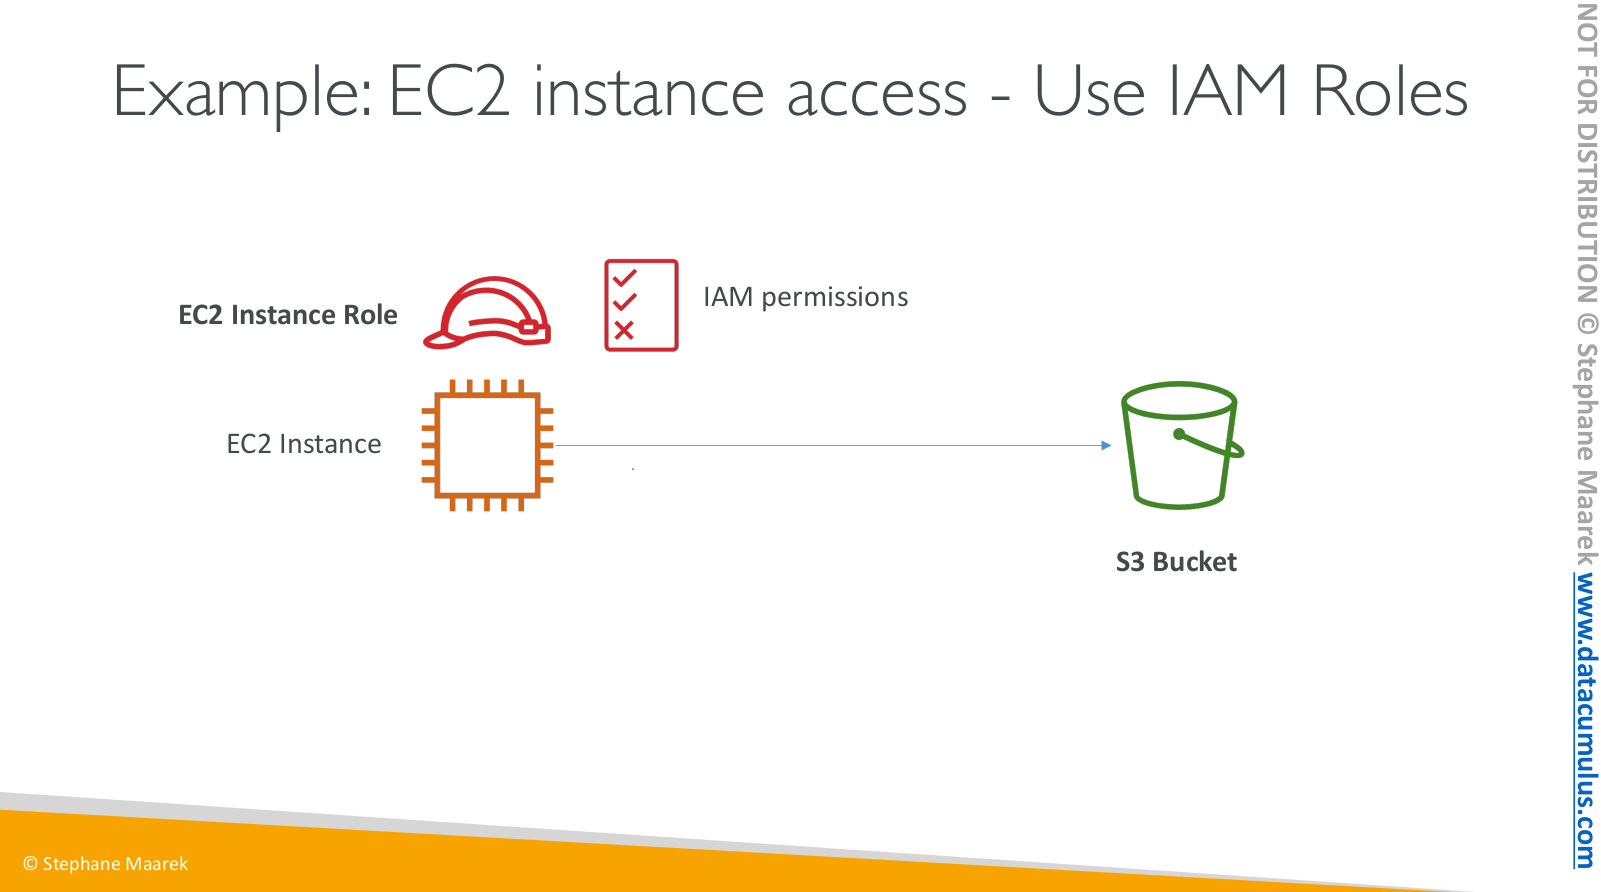 Example: EC2 instance access - Use IAM Roles
EC2 Instance Role
IAM permissions
EC2 Instance
S3 Bucket
© Stephane Maarek
NOT FOR DISTRIBUTION © Stephane Maarek www.datacumulus.com